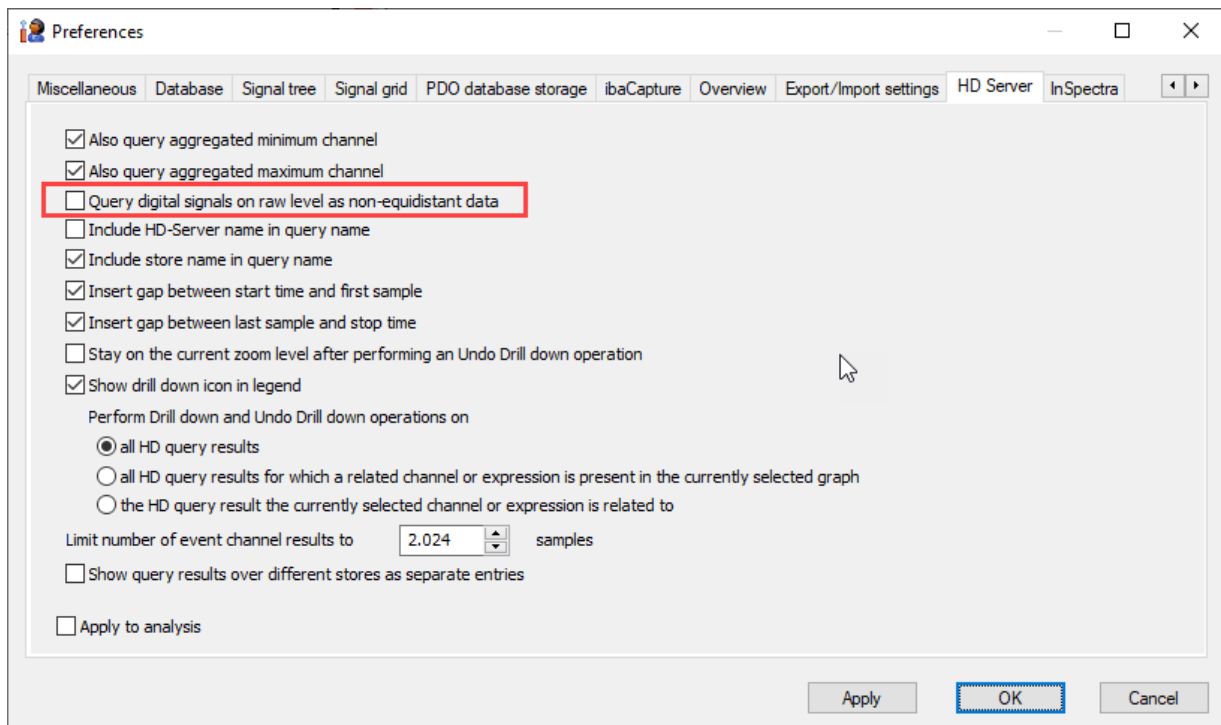 Preferences
Miscellaneous Database Signal tree Signal grid PDO database storage ibaCapture Overview Export/Import settings HD Server InSpectra
Also query aggregated minimum channel
Also query aggregated maximum channel
Query digital signals on raw level as non-equidistant data
Include HD-Server name in query name
Include store name in query name
Insert gap between start time and first sample
Insert gap between last sample and stop time
Stay on the current zoom level after performing an Undo Drill down operation
Show drill down icon in legend
Perform Drill down and Undo Drill down operations on
all HD query results
all HD query results for which a related channel or expression is present in the currently selected graph
the HD query result the currently selected channel or expression is related to
Limit number of event channel results to 2.024 samples
Show query results over different stores as separate entries
Apply to analysis
Apply OK Cancel